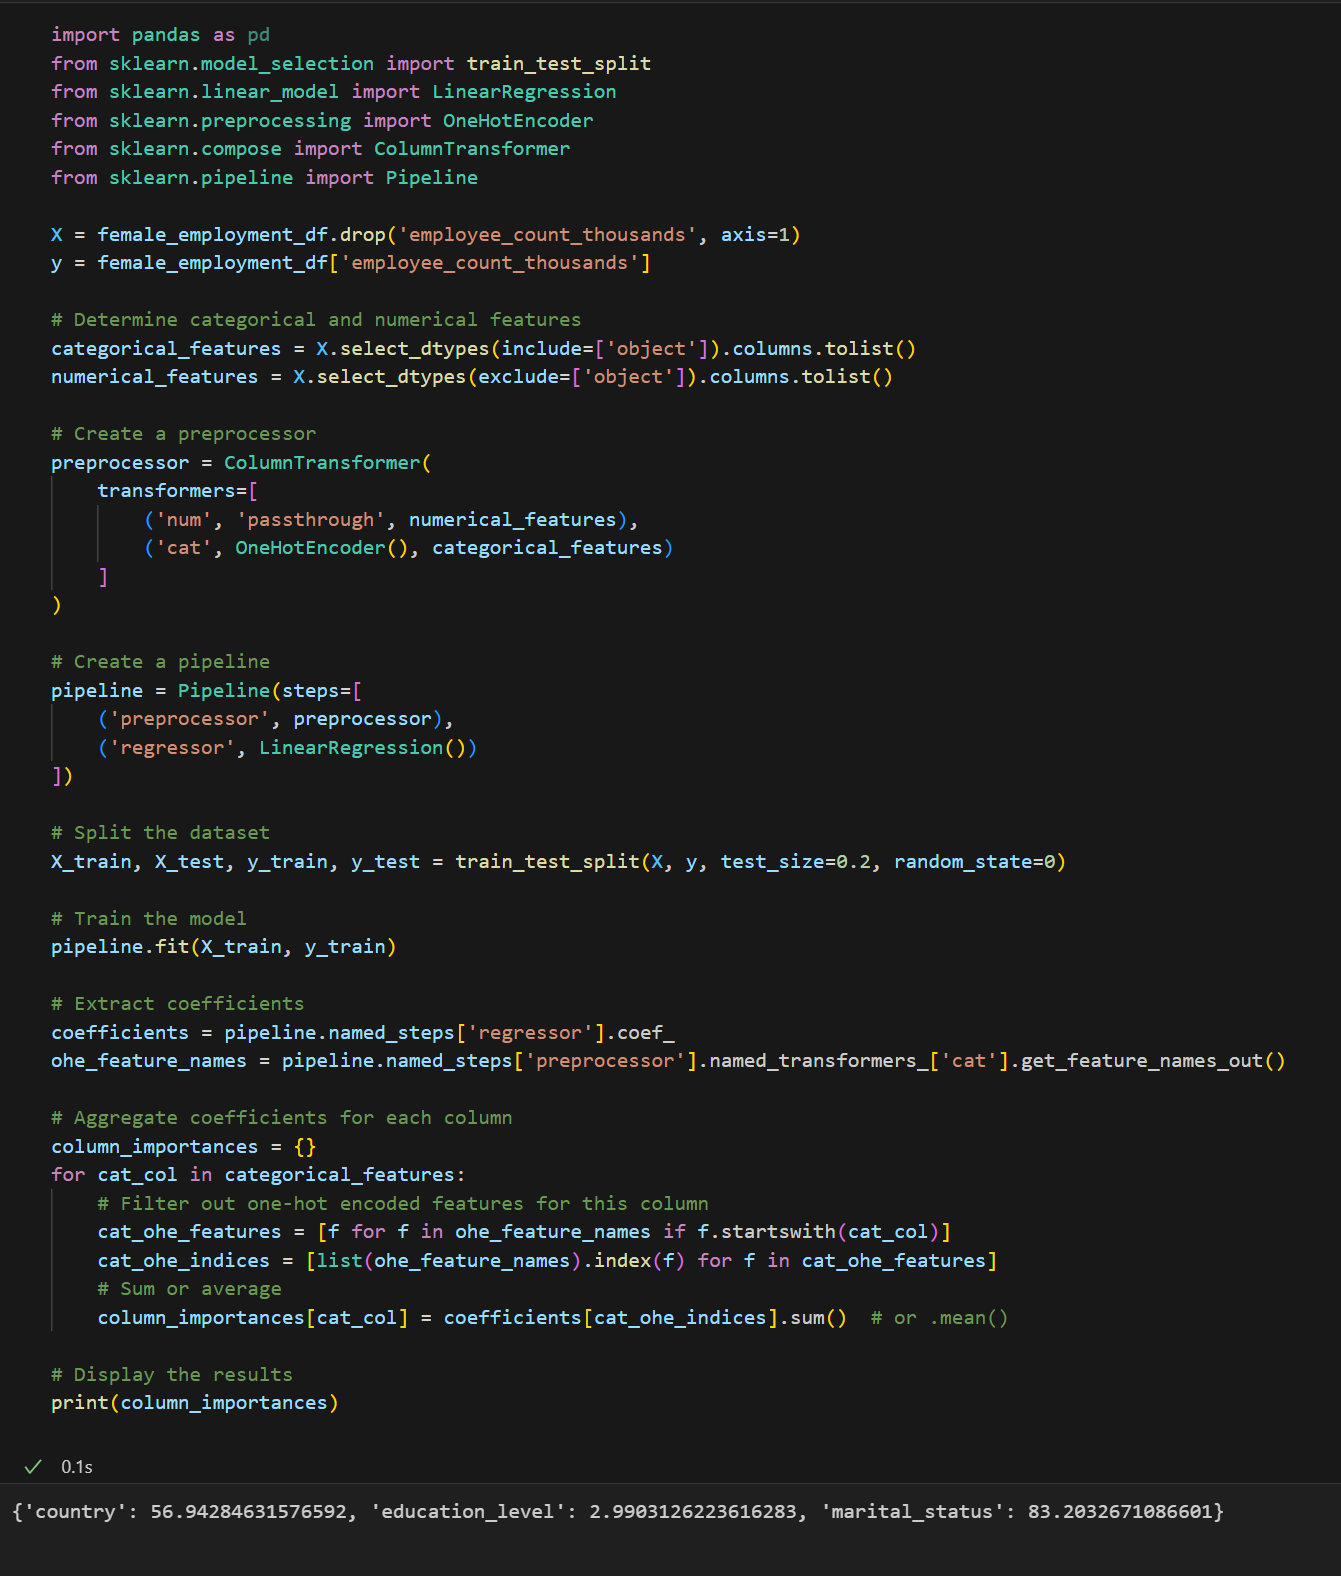 import pandas as pd
from sklearn.model_selection import train_test_split
from sklearn.linear_model import LinearRegression
from sklearn.preprocessing import OneHotEncoder
from sklearn.compose import ColumnTransformer
from sklearn.pipeline import Pipeline

X = female_employment_df.drop('employee_count_thousands', axis=1)
y = female_employment_df['employee_count_thousands']

# Determine categorical and numerical features
categorical_features = X.select_dtypes(include=['object']).columns.tolist()
numerical_features = X.select_dtypes(exclude=['object']).columns.tolist()

# Create a preprocessor
preprocessor = ColumnTransformer(
    transformers=[
        ('num', 'passthrough', numerical_features),
        ('cat', OneHotEncoder(), categorical_features)
    ]
)

# Create a pipeline
pipeline = Pipeline(steps=[
    ('preprocessor', preprocessor),
    ('regressor', LinearRegression())
])

# Split the dataset
X_train, X_test, y_train, y_test = train_test_split(X, y, test_size=0.2, random_state=0)

# Train the model
pipeline.fit(X_train, y_train)

# Extract coefficients
coefficients = pipeline.named_steps['regressor'].coef_
ohe_feature_names = pipeline.named_steps['preprocessor'].named_transformers_['cat'].get_feature_names_out()

# Aggregate coefficients for each column
column_importances = {}
for cat_col in categorical_features:
    # Filter out one-hot encoded features for this column
    cat_ohe_features = [f for f in ohe_feature_names if f.startswith(cat_col)]
    cat_ohe_indices = [list(ohe_feature_names).index(f) for f in cat_ohe_features]
    # Sum or average
    column_importances[cat_col] = coefficients[cat_ohe_indices].sum()  # or .mean()

# Display the results
print(column_importances)

✓ 0.1s
{'country': 56.94284631576592, 'education_level': 2.9903126223616283, 'marital_status': 83.2032671086601}